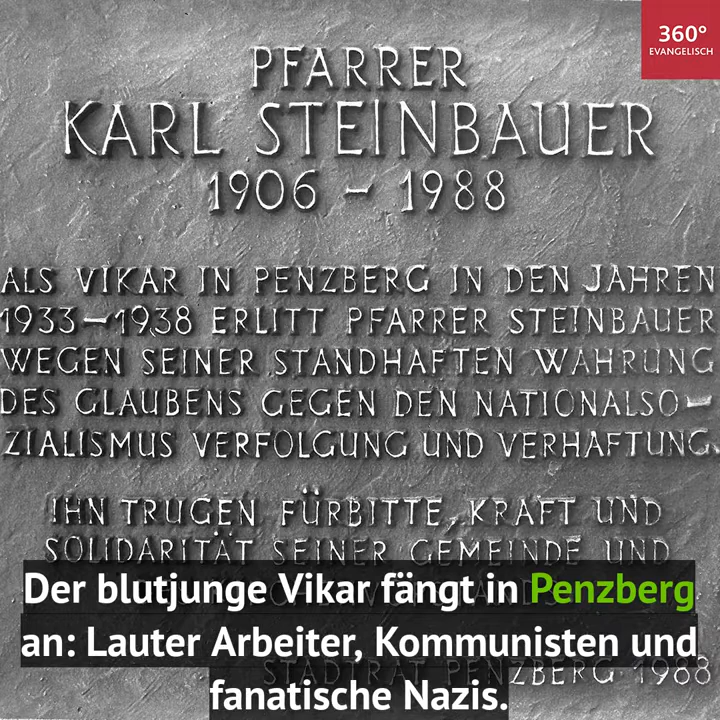 360°
EVANGELISCH
PFARRER
KARL STEINBAUER
1906 – 1988
ALS VIKAR IN PENZBERG IN DEN JAHREN
1933–1938 ERLITT PFARRER STEINBAUER
WEGEN SEINER STANDHAFTEN WAHRUNG
DES GLAUBENS GEGEN DEN NATIONALSO–
ZIALISMUS VERFOLGUNG UND VERHAFTUNG.
IHN TRUGEN FÜRBITTE, KRAFT UND
SOLIDARITÄT SEINER GEMEINDE UND
Der blutjunge Vikar fängt in Penzberg
an: Lauter Arbeiter, Kommunisten und
STADTRAT PENZBERG 1988
fanatische Nazis.